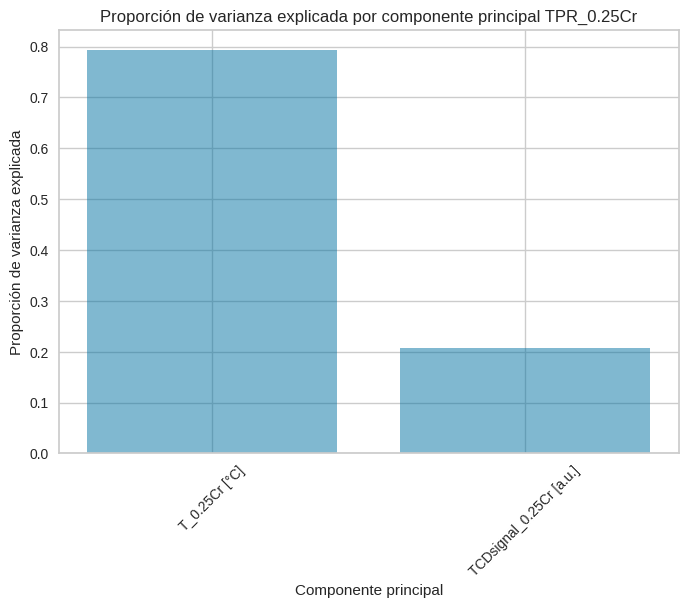 Proporción de varianza explicada por componente principal TPR_0.25Cr
Proporción de varianza explicada
0.8
0.7
0.6
0.5
0.4
0.3
0.2
0.1
0.0
T_0.25Cr [°C]
TCDsignal_0.25Cr [a.u.]
Componente principal